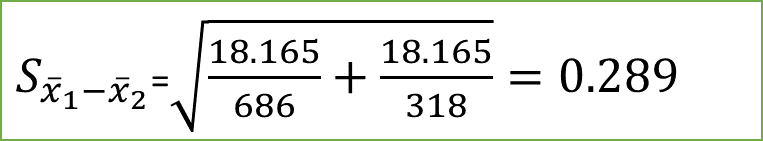 S_{x̄₁−x̄₂} = √(18.165/686 + 18.165/318) = 0.289